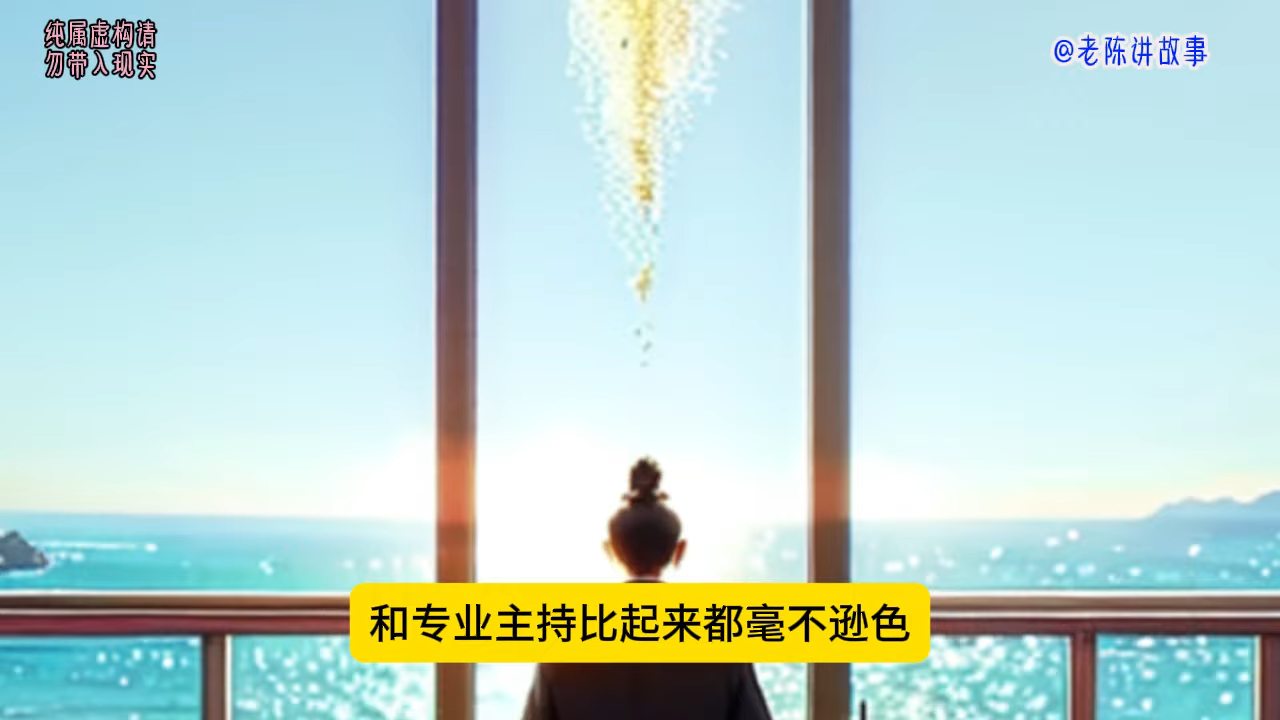 纯属虚构请
勿带入现实
@老陈讲故事
和专业主持比起来都毫不逊色